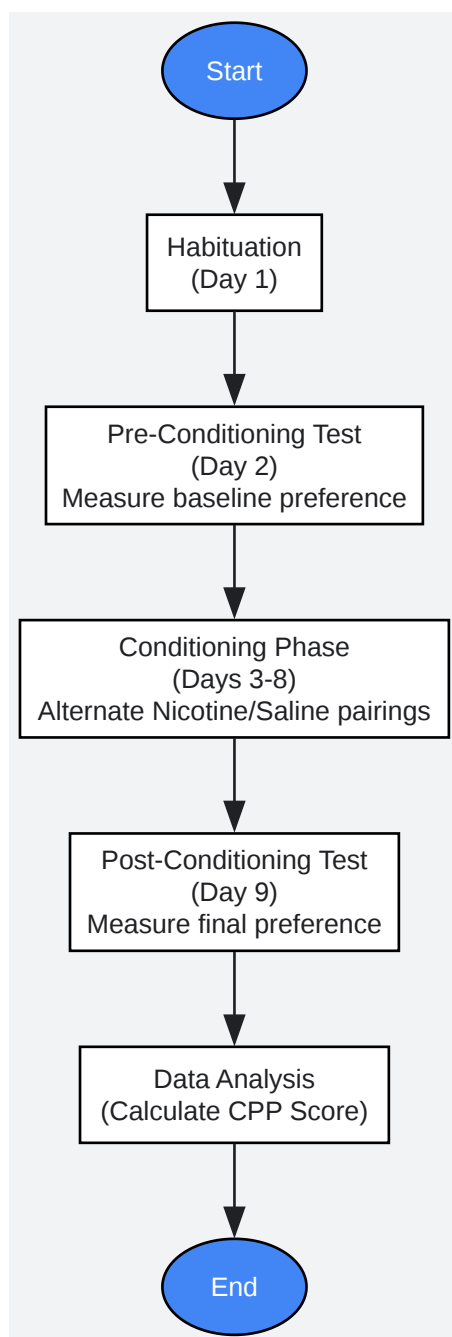 Start
Habituation
(Day 1)
Pre-Conditioning Test
(Day 2)
Measure baseline preference
Conditioning Phase
(Days 3-8)
Alternate Nicotine/Saline pairings
Post-Conditioning Test
(Day 9)
Measure final preference
Data Analysis
(Calculate CPP Score)
End